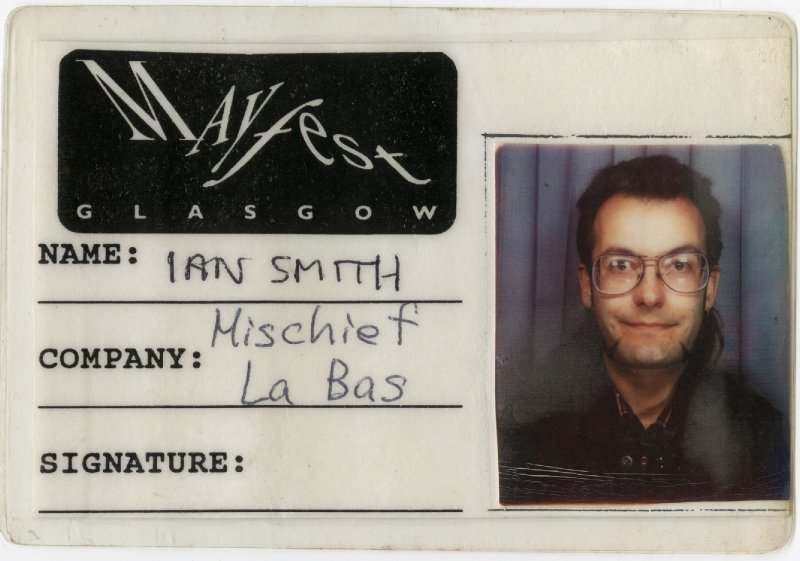 Mayfest
GLASGOW
NAME: IAN SMITH
COMPANY: Mischief
La Bas
SIGNATURE: